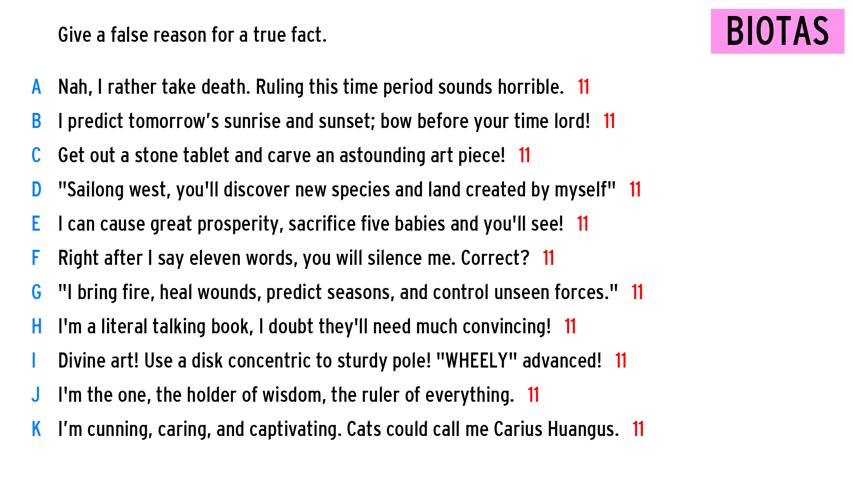 Give a false reason for a true fact.
BIOTAS
A Nah, I rather take death. Ruling this time period sounds horrible. 11
B I predict tomorrow’s sunrise and sunset; bow before your time lord! 11
C Get out a stone tablet and carve an astounding art piece! 11
D "Sailong west, you'll discover new species and land created by myself" 11
E I can cause great prosperity, sacrifice five babies and you'll see! 11
F Right after I say eleven words, you will silence me. Correct? 11
G "I bring fire, heal wounds, predict seasons, and control unseen forces." 11
H I'm a literal talking book, I doubt they'll need much convincing! 11
I Divine art! Use a disk concentric to sturdy pole! "WHEELY" advanced! 11
J I'm the one, the holder of wisdom, the ruler of everything. 11
K I’m cunning, caring, and captivating. Cats could call me Carius Huangus. 11